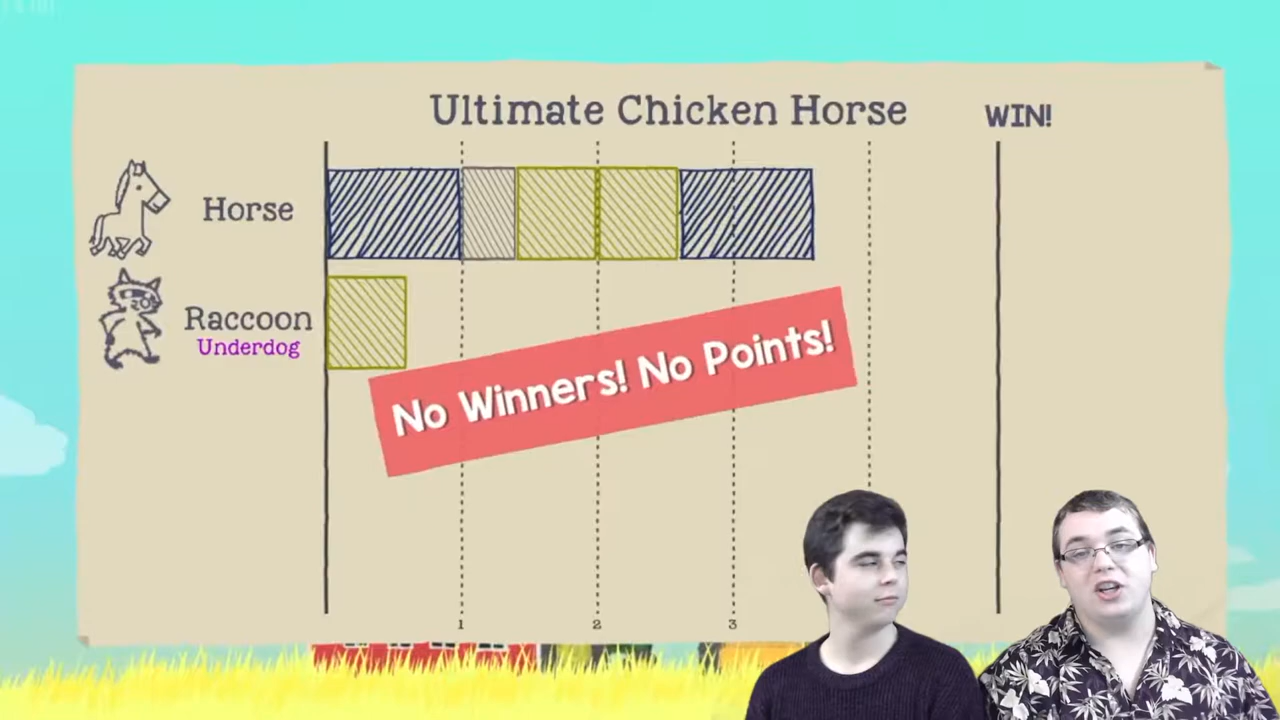 Ultimate Chicken Horse
WIN!
Horse
Raccoon
Underdog
No Winners! No Points!
1
2
3